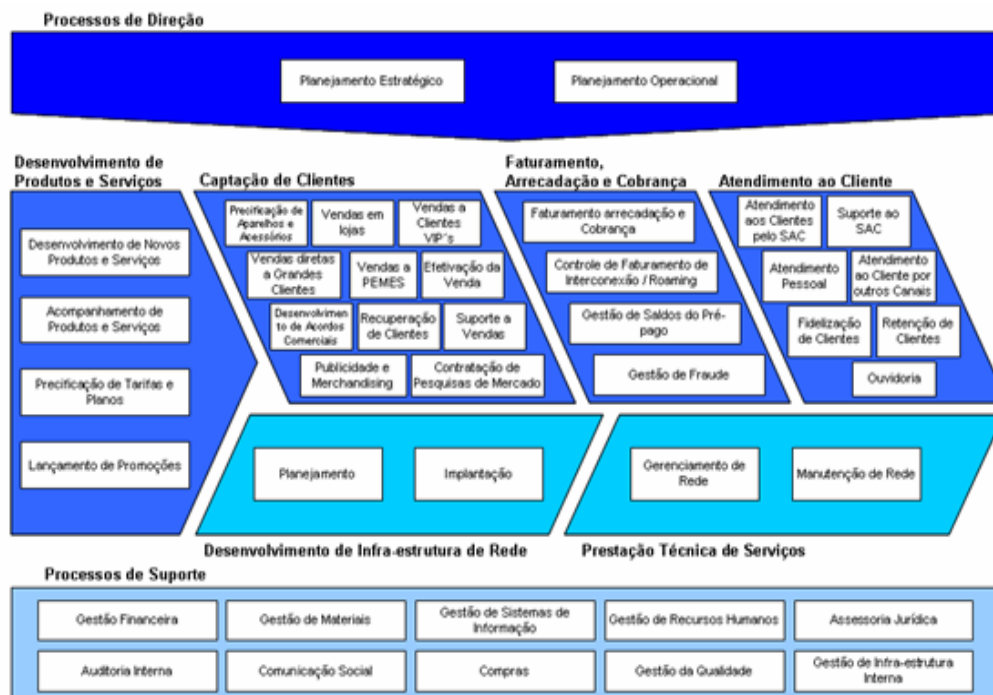 Processos de Direção
Planejamento Estratégico
Planejamento Operacional
Desenvolvimento de
Produtos e Serviços
Desenvolvimento de Novos
Produtos e Serviços
Acompanhamento de
Produtos e Serviços
Precificação de Tarifas e
Planos
Lançamento de Promoções
Captação de Clientes
Precificação de
Aparelhos e
Acessórios
Vendas em
lojas
Vendas a
Clientes
VIP's
Vendas diretas
a Grandes
Clientes
Vendas a
PEMES
Efetivação da
Venda
Desenvolviment
o de Acordos
Comerciais
Recuperação
de Clientes
Suporte a
Vendas
Publicidade e
Merchandising
Contratação de
Pesquisas de Mercado
Faturamento,
Arrecadação e Cobrança
Faturamento arrecadação e
Cobrança
Controle de Faturamento de
Interconexão / Roaming
Gestão de Saldos do Pré-
pago
Gestão de Fraude
Atendimento ao Cliente
Atendimento
aos Clientes
pelo SAC
Suporte ao
SAC
Atendimento
Pessoal
Atendimento
ao Cliente por
outros Canais
Fidelização
de Clientes
Retenção de
Clientes
Ouvidoria
Planejamento
Implantação
Desenvolvimento de Infra-estrutura de Rede
Gerenciamento de
Rede
Manutenção de Rede
Prestação Técnica de Serviços
Processos de Suporte
Gestão Financeira
Gestão de Materiais
Gestão de Sistemas de
Informação
Gestão de Recursos Humanos
Assessoria Jurídica
Auditoria Interna
Comunicação Social
Compras
Gestão da Qualidade
Gestão de Infra-estrutura
Interna